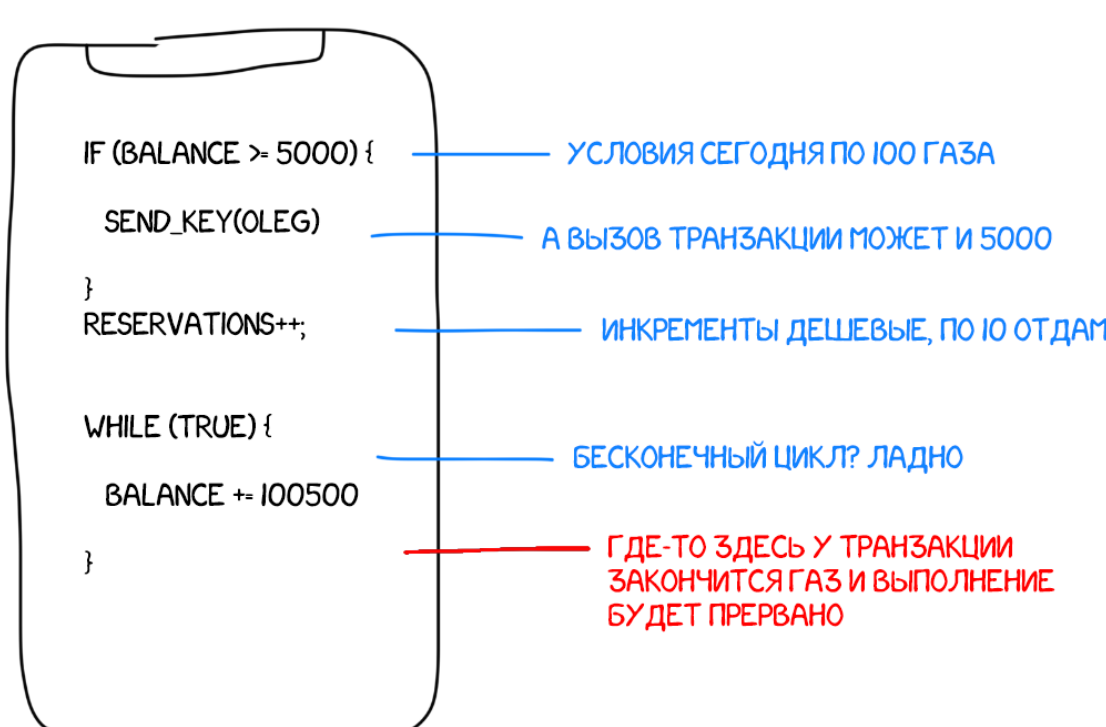 IF (BALANCE >= 5000) {
УСЛОВИЯ СЕГОДНЯ ПО 100 ГАЗА
SEND_KEY(OLEG)
А ВЫЗОВ ТРАНЗАКЦИИ МОЖЕТ И 5000
}
RESERVATIONS++;
ИНКРЕМЕНТЫ ДЕШЕВЫЕ, ПО 10 ОТДАМ
WHILE (TRUE) {
БЕСКОНЕЧНЫЙ ЦИКЛ? ЛАДНО
BALANCE += 100500
}
ГДЕ-ТО ЗДЕСЬ У ТРАНЗАКЦИИ
ЗАКОНЧИТСЯ ГАЗ И ВЫПОЛНЕНИЕ
БУДЕТ ПРЕРВАНО